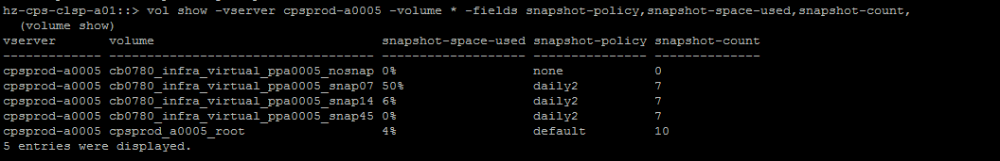 hz-cps-clsp-a01::> vol show -vserver cpsprod-a0005 -volume * -fields snapshot-policy,snapshot-space-used,snapshot-count,
  (volume show)
vserver       volume                             snapshot-space-used snapshot-policy snapshot-count
------------- ---------------------------------- ------------------- --------------- --------------
cpsprod-a0005 cb0780_infra_virtual_ppa0005_nosnap 0%                 none            0
cpsprod-a0005 cb0780_infra_virtual_ppa0005_snap07 50%                daily2          7
cpsprod-a0005 cb0780_infra_virtual_ppa0005_snap14 6%                 daily2          7
cpsprod-a0005 cb0780_infra_virtual_ppa0005_snap45 0%                 daily2          7
cpsprod-a0005 cpsprod_a0005_root                 4%                  default         10
5 entries were displayed.